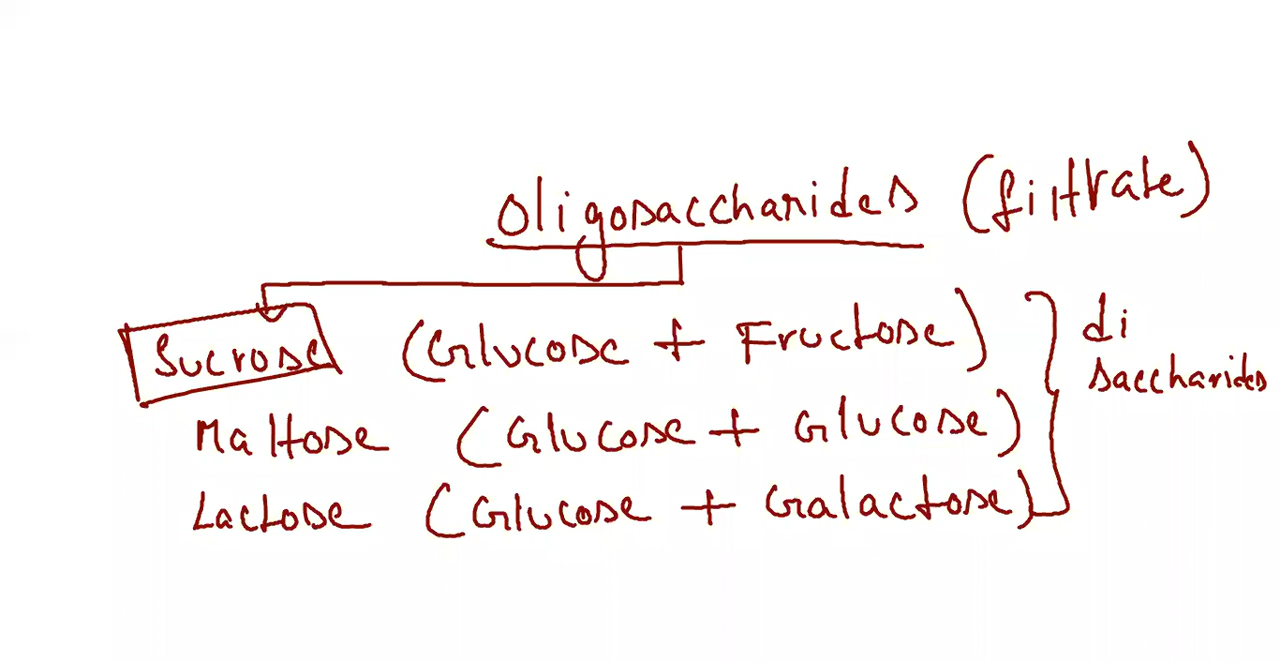 Oligosaccharides (filtrate)
Sucrose (Glucose + Fructose)
Maltose (Glucose + Glucose)
Lactose (Glucose + Galactose)
di
saccharides